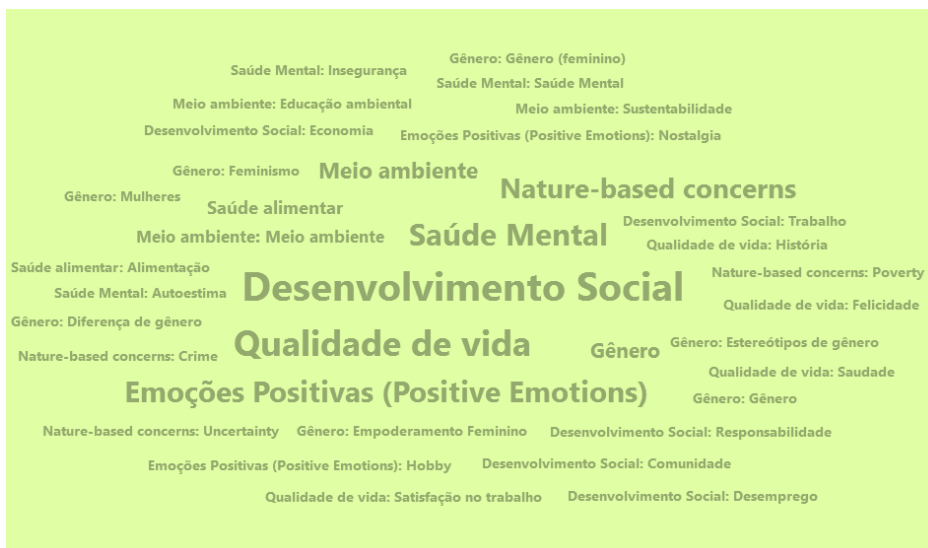 Gênero: Gênero (feminino)
Saúde Mental: Insegurança
Saúde Mental: Saúde Mental
Meio ambiente: Educação ambiental
Meio ambiente: Sustentabilidade
Desenvolvimento Social: Economia
Emoções Positivas (Positive Emotions): Nostalgia
Gênero: Feminismo
Meio ambiente
Nature-based concerns
Gênero: Mulheres
Saúde alimentar
Desenvolvimento Social: Trabalho
Meio ambiente: Meio ambiente
Saúde Mental
Qualidade de vida: História
Saúde alimentar: Alimentação
Nature-based concerns: Poverty
Saúde Mental: Autoestima
Desenvolvimento Social
Qualidade de vida: Felicidade
Gênero: Diferença de gênero
Qualidade de vida
Gênero
Gênero: Estereótipos de gênero
Nature-based concerns: Crime
Qualidade de vida: Saudade
Emoções Positivas (Positive Emotions)
Gênero: Gênero
Nature-based concerns: Uncertainty
Gênero: Empoderamento Feminino
Desenvolvimento Social: Responsabilidade
Emoções Positivas (Positive Emotions): Hobby
Desenvolvimento Social: Comunidade
Qualidade de vida: Satisfação no trabalho
Desenvolvimento Social: Desemprego